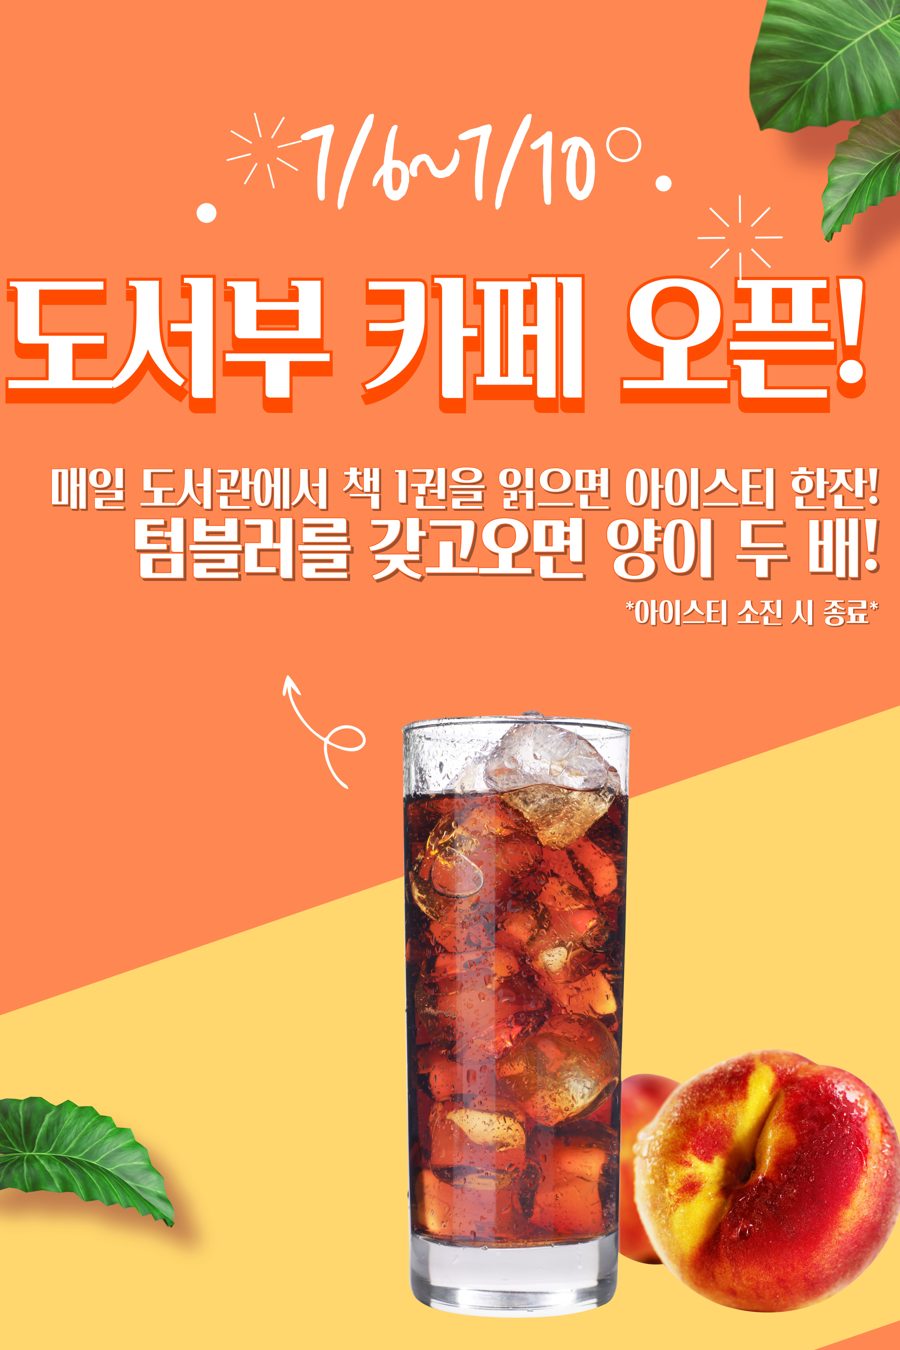 7/6~7/10
도서부 카페 오픈!
매일 도서관에서 책 1권을 읽으면 아이스티 한잔!
텀블러를 갖고오면 양이 두 배!
*아이스티 소진 시 종료*